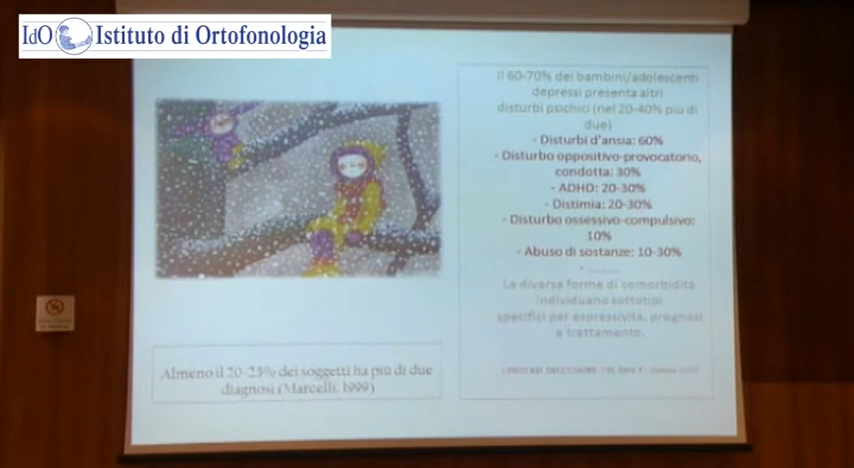 IdO Istituto di Ortofonologia
Il 60-70% dei bambini/adolescenti
depressi presenta altri
disturbi psichici (nel 20-40% più di
due)
- Disturbi d'ansia: 60%
- Disturbo oppositivo-provocatorio,
condotta: 30%
- ADHD: 20-30%
- Distimia: 20-30%
- Disturbo ossessivo-compulsivo:
10%
- Abuso di sostanze: 10-30%
- ........
Le diverse forme di comorbidità
individuano sottotipi
specifici per espressività, prognosi
e trattamento.
Almeno il 20-25% dei soggetti ha più di due
diagnosi (Marcelli, 1999)